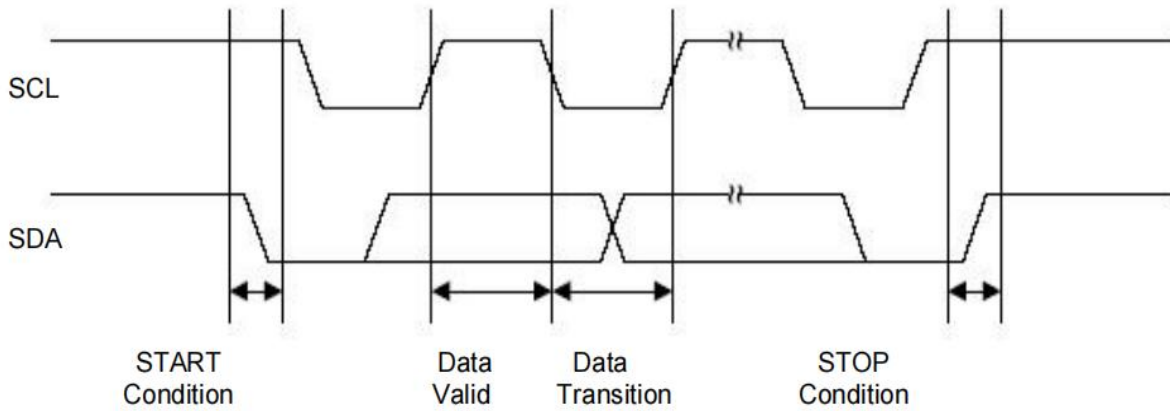 SCL
SDA
START
Condition
Data
Valid
Data
Transition
STOP
Condition